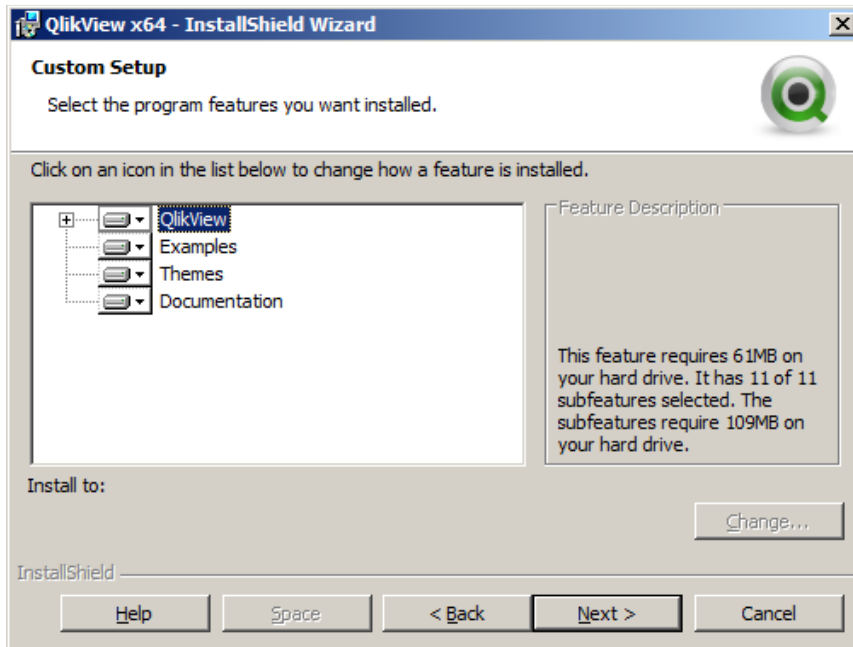 QlikView x64 - InstallShield Wizard
Custom Setup
Select the program features you want installed.
Click on an icon in the list below to change how a feature is installed.
QlikView
Examples
Themes
Documentation
Feature Description
This feature requires 61MB on
your hard drive. It has 11 of 11
subfeatures selected. The
subfeatures require 109MB on
your hard drive.
Install to:
Change...
InstallShield
Help
Space
< Back
Next >
Cancel